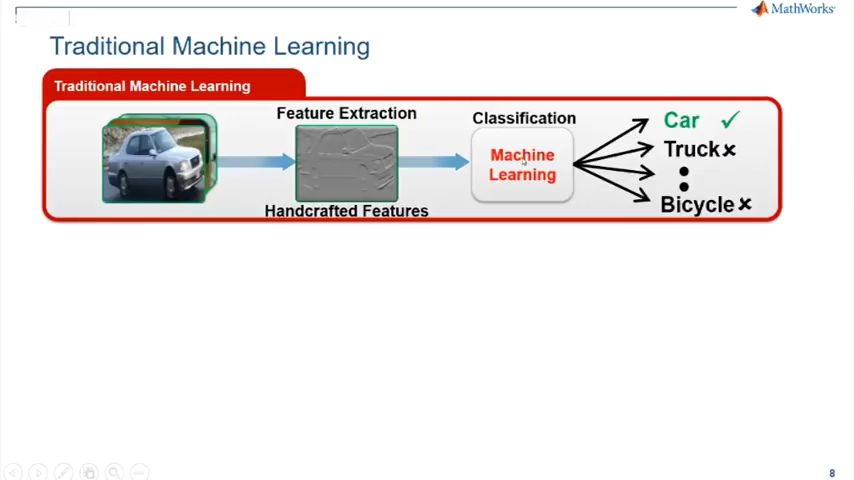 MathWorks
Traditional Machine Learning
Traditional Machine Learning
Feature Extraction
Handcrafted Features
Classification
Machine
Learning
Car ✓
Truck ×
Bicycle ×
8